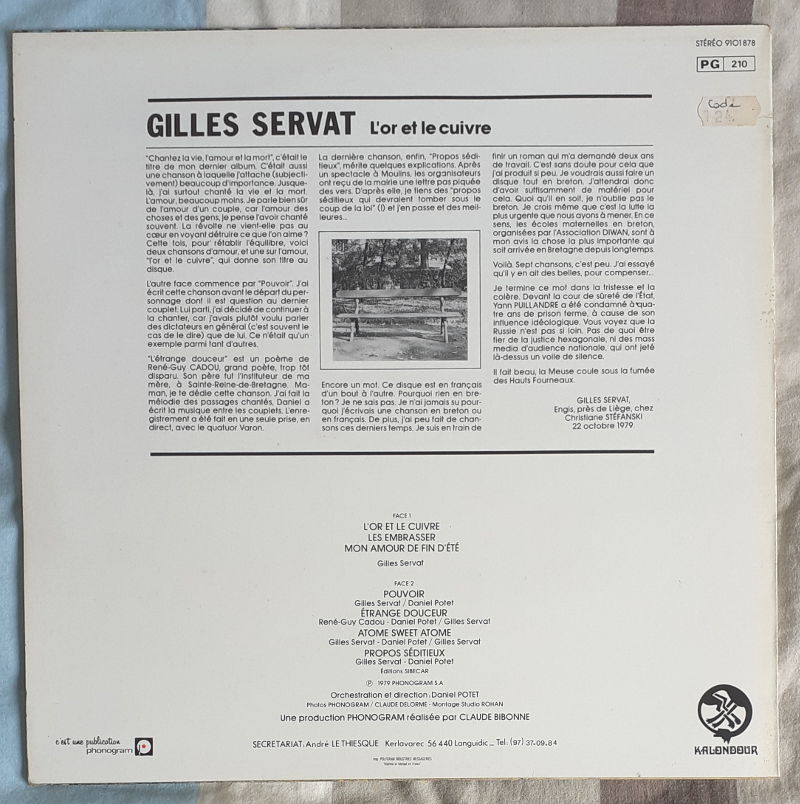 STÉRÉO 9101878
PG 210
Code
124
GILLES SERVAT L'or et le cuivre
"Chantez la vie, l'amour et la mort", c'était le
titre de mon dernier album. C'était aussi
une chanson à laquelle j'attache (subjecti-
vement) beaucoup d'importance. Jusque-
là, j'ai surtout chanté la vie et la mort.
L'amour, beaucoup moins. Je parle bien sûr
de l'amour d'un couple, car l'amour des
choses et des gens, je pense l'avoir chanté
souvent. La révolte ne vient-elle pas au
cœur en voyant détruire ce que l'on aime ?
Cette fois, pour rétablir l'équilibre, voici
deux chansons d'amour, et une sur l'amour,
"l'or et le cuivre", qui donne son titre au
disque.
L'autre face commence par "Pouvoir". J'ai
écrit cette chanson avant le départ du per-
sonnage dont il est question au dernier
couplet. Lui parti, j'ai décidé de continuer à
la chanter, car j'avais plutôt voulu parler
des dictateurs en général (c'est souvent le
cas de le dire) que de lui. Ce n'était qu'un
exemple parmi tant d'autres.
"L'étrange douceur" est un poème de
René-Guy CADOU, grand poète, trop tôt
disparu. Son père fut l'instituteur de ma
mère, à Sainte-Reine-de-Bretagne. Ma-
man, je te dédie cette chanson. J'ai fait la
mélodie des passages chantés, Daniel a
écrit la musique entre les couplets. L'enre-
gistrement a été fait en une seule prise, en
direct, avec le quatuor Varon.
La dernière chanson, enfin, "Propos sédi-
tieux", mérite quelques explications. Après
un spectacle à Moulins, les organisateurs
ont reçu de la mairie une lettre pas piquée
des vers. D'après elle, je tiens des "propos
séditieux qui devraient tomber sous le
coup de la loi" (!) et j'en passe et des meil-
leures...
Encore un mot. Ce disque est en français
d'un bout à l'autre. Pourquoi rien en bre-
ton ? Je ne sais pas. Je n'ai jamais su pour-
quoi j'écrivais une chanson en breton ou
en français. De plus, j'ai peu fait de chan-
sons ces derniers temps. Je suis en train de
finir un roman qui m'a demandé deux ans
de travail. C'est sans doute pour cela que
j'ai produit si peu. Je voudrais aussi faire un
disque tout en breton. J'attendrai donc
d'avoir suffisamment de matériel pour
cela. Quoi qu'il en soit, je n'oublie pas le
breton. Je crois même que c'est la lutte la
plus urgente que nous ayons à mener. En ce
sens, les écoles maternelles en breton,
organisées par l'Association DIWAN, sont à
mon avis la chose la plus importante qui
soit arrivée en Bretagne depuis longtemps.
Voilà. Sept chansons, c'est peu. J'ai essayé
qu'il y en ait des belles, pour compenser...
Je termine ce mot dans la tristesse et la
colère. Devant la cour de sûreté de l'État,
Yann PUILLANDRE a été condamné à qua-
tre ans de prison ferme, à cause de son
influence idéologique. Vous voyez que la
Russie n'est pas si loin. Pas de quoi être
fier de la justice hexagonale, ni des mass
media d'audience nationale, qui ont jeté
là-dessus un voile de silence.
Il fait beau, la Meuse coule sous la fumée
des Hauts Fourneaux.
GILLES SERVAT,
Engis, près de Liège, chez
Christiane STÉFANSKI
22 octobre 1979.
FACE 1
L'OR ET LE CUIVRE
LES EMBRASSER
MON AMOUR DE FIN D'ÉTÉ
Gilles Servat
FACE 2
POUVOIR
Gilles Servat / Daniel Potet
ÉTRANGE DOUCEUR
René-Guy Cadou - Daniel Potet / Gilles Servat
ATOME SWEET ATOME
Gilles Servat - Daniel Potet / Gilles Servat
PROPOS SÉDITIEUX
Gilles Servat - Daniel Potet
Éditions SIBECAR
℗ 1979 PHONOGRAM S.A.
Orchestration et direction : Daniel POTET
Photos PHONOGRAM / CLAUDE DELORME - Montage Studio ROHAN
Une production PHONOGRAM réalisée par CLAUDE BIBONNE
c'est une publication
phonogram
SECRETARIAT: André LE THIESQUE Kerlavarec 56 440 Languidic _ Tel. (97) 37.09.84
KALONDOUR